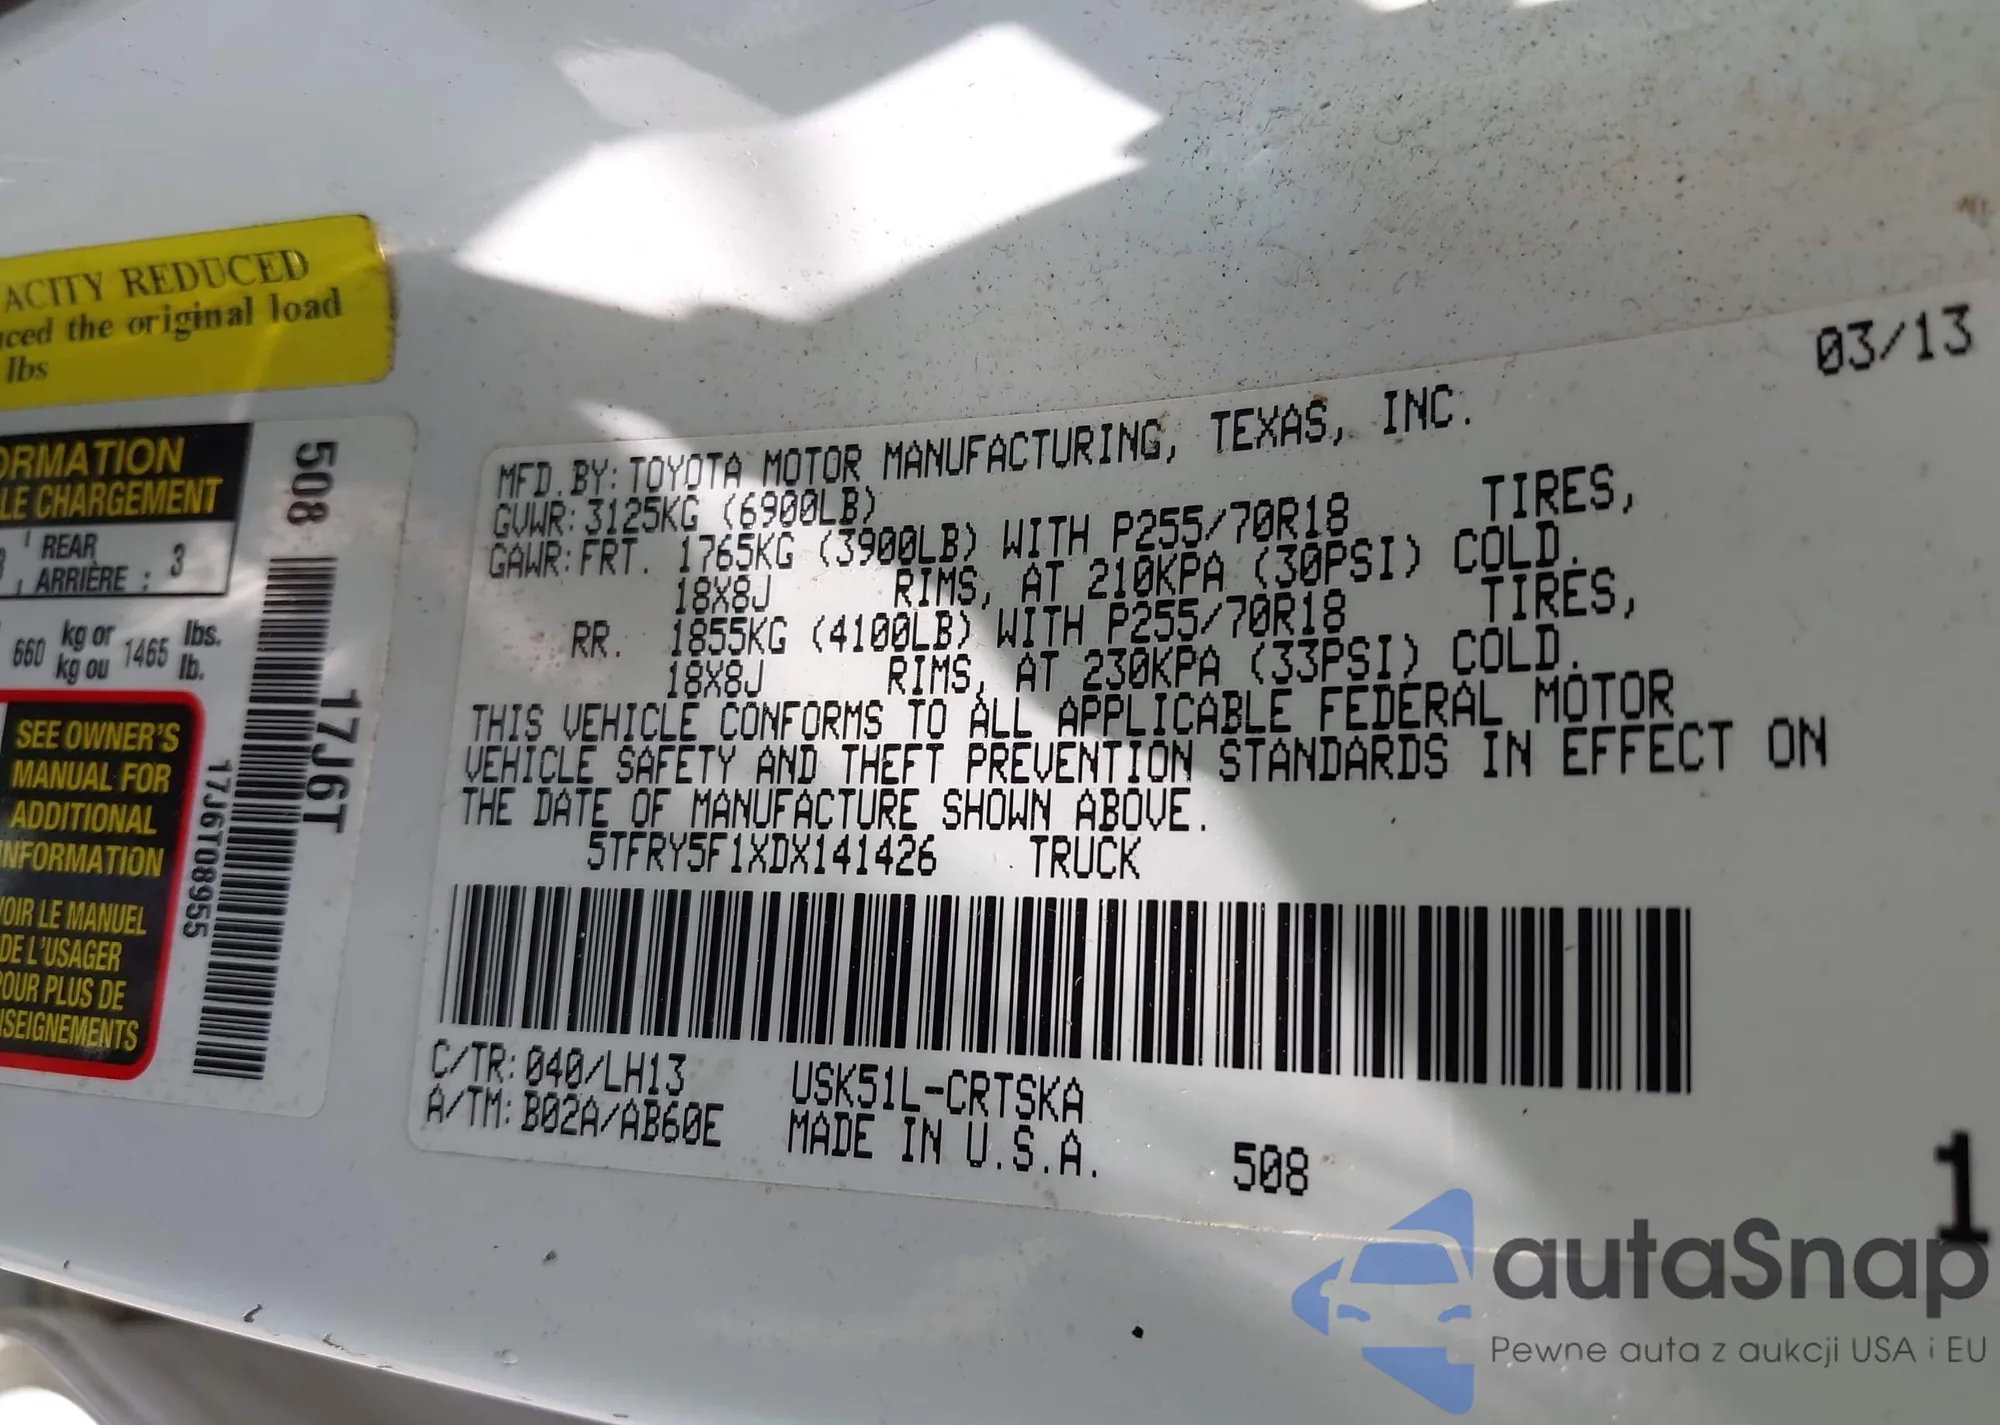 ACITY REDUCED
the original load
lbs
LE CHARGEMENT
REAR
ARRIÈRE : 3
660 kg or 1465 lbs.
kg ou lb.
SEE OWNER'S
MANUAL FOR
ADDITIONAL
INFORMATION
VOIR LE MANUEL
DE L'USAGER
POUR PLUS DE
508
17J6T
17J6T08955
03/13
MFD.BY:TOYOTA MOTOR MANUFACTURING, TEXAS, INC.
GVWR:3125KG (6900LB)
GAWR:FRT. 1765KG (3900LB) WITH P255/70R18 TIRES,
18X8J RIMS, AT 210KPA (30PSI) COLD.
RR. 1855KG (4100LB) WITH P255/70R18 TIRES,
18X8J RIMS, AT 230KPA (33PSI) COLD.
THIS VEHICLE CONFORMS TO ALL APPLICABLE FEDERAL MOTOR
VEHICLE SAFETY AND THEFT PREVENTION STANDARDS IN EFFECT ON
THE DATE OF MANUFACTURE SHOWN ABOVE.
5TFRY5F1XDX141426 TRUCK
C/TR:040/LH13 USK51L-CRTSKA
A/TM:B02A/AB60E MADE IN U.S.A.
508
1
autaSnap
Pewne auta z aukcji USA i EU